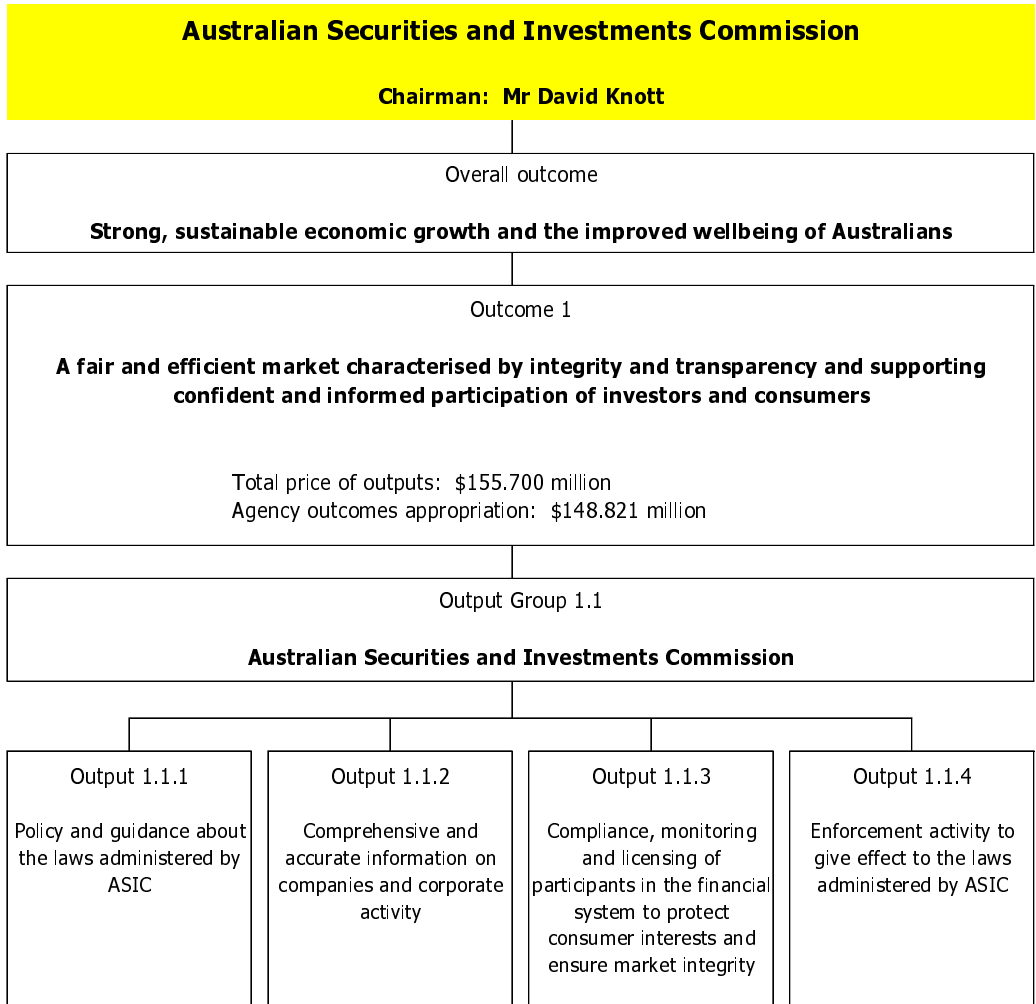 Australian Securities and Investments Commission
Chairman: Mr David Knott
Overall outcome
Strong, sustainable economic growth and the improved wellbeing of Australians
Outcome 1
A fair and efficient market characterised by integrity and transparency and supporting
confident and informed participation of investors and consumers
Total price of outputs: $155.700 million
Agency outcomes appropriation: $148.821 million
Output Group 1.1
Australian Securities and Investments Commission
Output 1.1.1
Policy and guidance about
the laws administered by
ASIC
Output 1.1.2
Comprehensive and
accurate information on
companies and corporate
activity
Output 1.1.3
Compliance, monitoring
and licensing of
participants in the financial
system to protect
consumer interests and
ensure market integrity
Output 1.1.4
Enforcement activity to
give effect to the laws
administered by ASIC